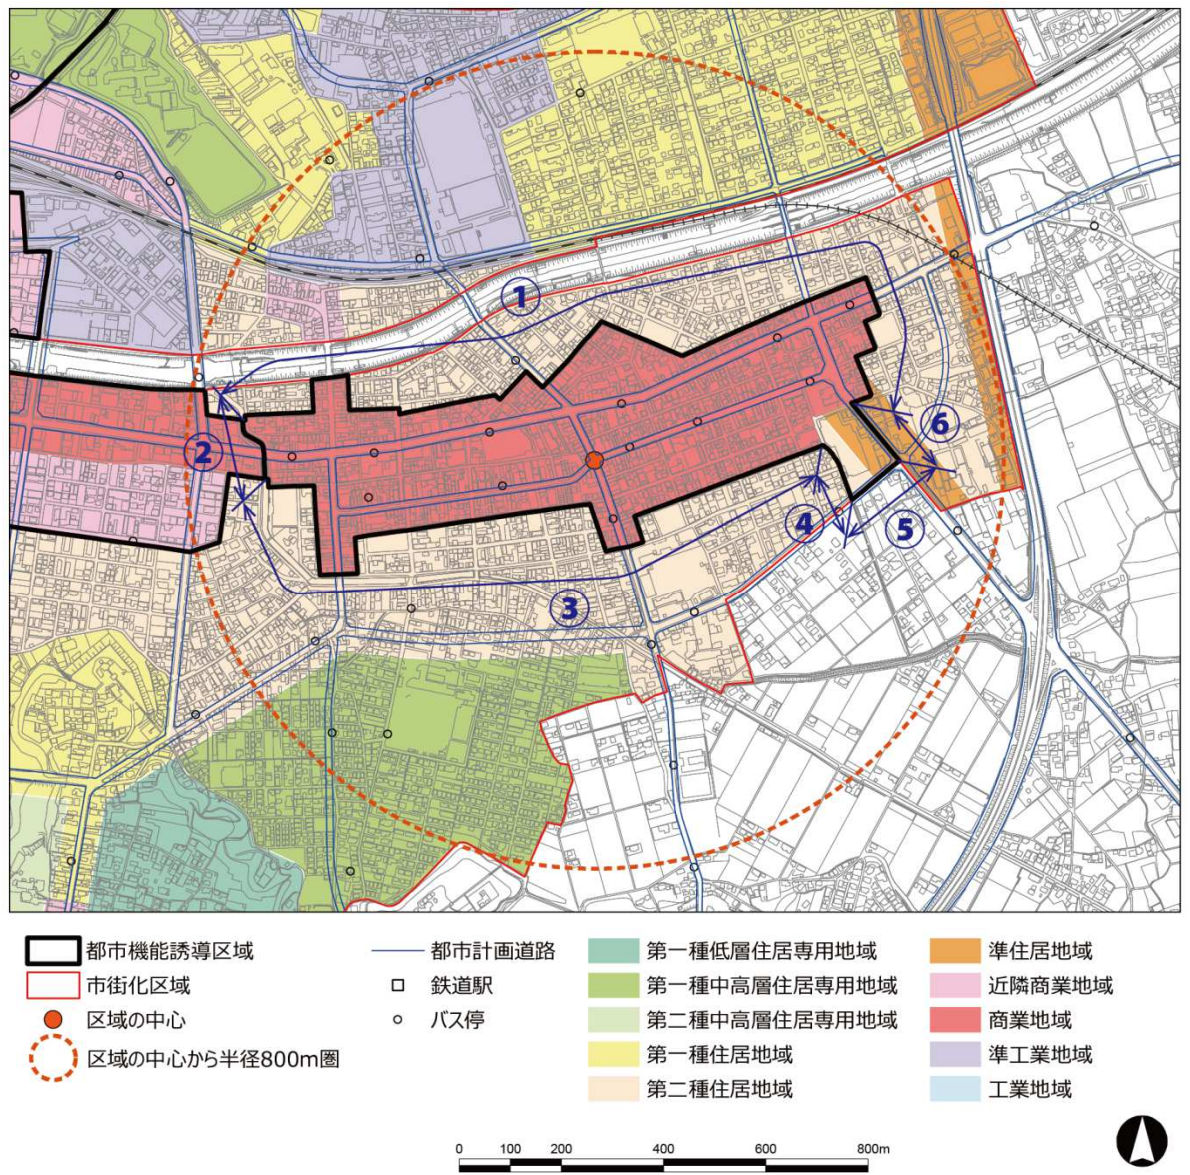 ①
②
⑥
④
⑤
③
都市機能誘導区域
市街化区域
区域の中心
区域の中心から半径800m圏
都市計画道路
鉄道駅
バス停
第一種低層住居専用地域
第一種中高層住居専用地域
第二種中高層住居専用地域
第一種住居地域
第二種住居地域
準住居地域
近隣商業地域
商業地域
準工業地域
工業地域
0 100 200 400 600 800m